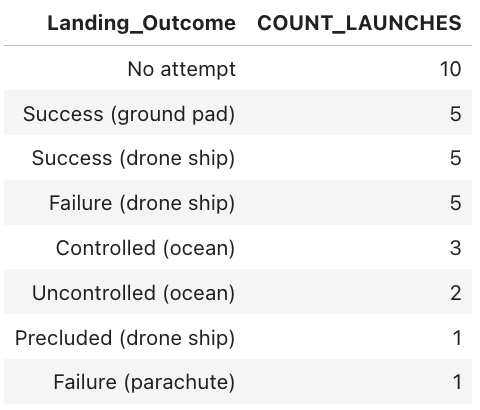 Landing_Outcome COUNT_LAUNCHES
No attempt 10
Success (ground pad) 5
Success (drone ship) 5
Failure (drone ship) 5
Controlled (ocean) 3
Uncontrolled (ocean) 2
Precluded (drone ship) 1
Failure (parachute) 1